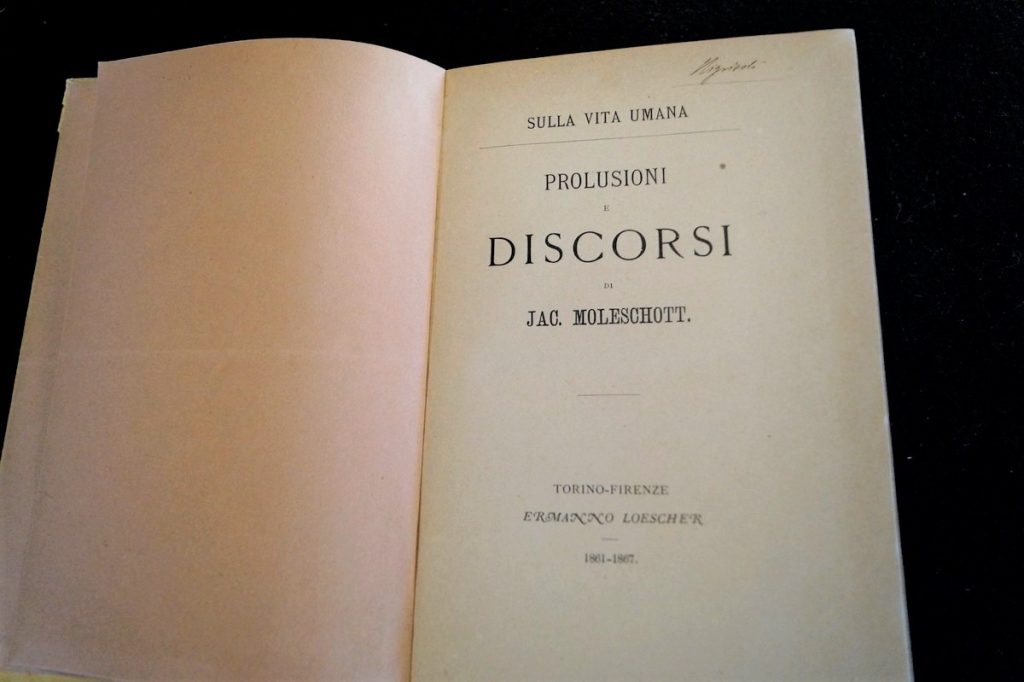 SULLA VITA UMANA
PROLUSIONI
E
DISCORSI
DI
JAC. MOLESCHOTT.
TORINO-FIRENZE
ERMANNO LOESCHER
1861-1867.